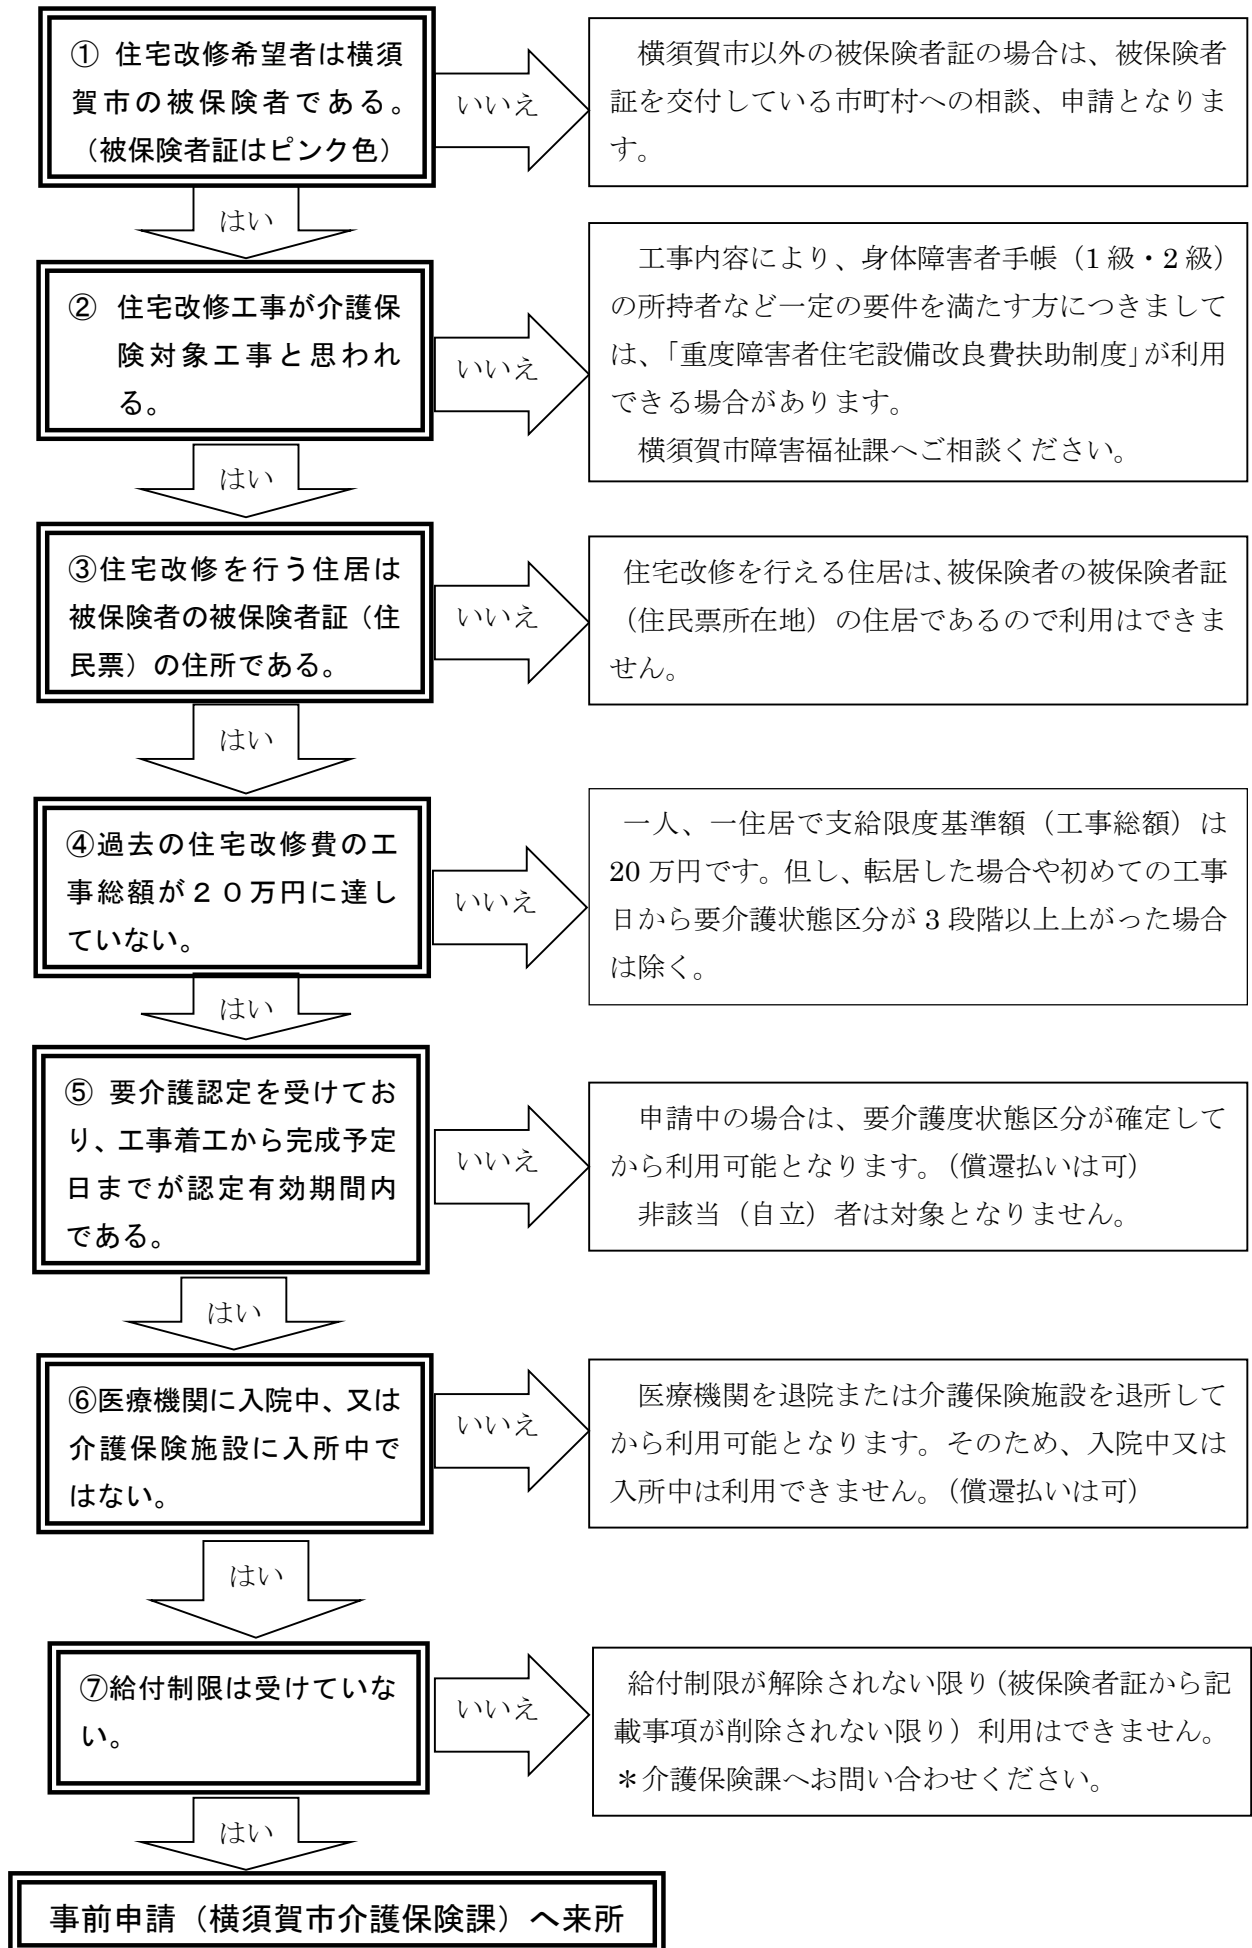 ① 住宅改修希望者は横須
賀市の被保険者である。
（被保険者証はピンク色）
いいえ
横須賀市以外の被保険者証の場合は、被保険者
証を交付している市町村への相談、申請となりま
す。
はい
② 住宅改修工事が介護保
険対象工事と思われ
る。
いいえ
工事内容により、身体障害者手帳（1 級・2 級）
の所持者など一定の要件を満たす方につきまして
は、「重度障害者住宅設備改良費扶助制度」が利用
できる場合があります。
横須賀市障害福祉課へご相談ください。
はい
③住宅改修を行う住居は
被保険者の被保険者証（住
民票）の住所である。
いいえ
住宅改修を行える住居は、被保険者の被保険者証
（住民票所在地）の住居であるので利用はできま
せん。
はい
④過去の住宅改修費の工
事総額が２０万円に達し
ていない。
いいえ
一人、一住居で支給限度基準額（工事総額）は
20 万円です。但し、転居した場合や初めての工事
日から要介護状態区分が 3 段階以上上がった場合
は除く。
はい
⑤ 要介護認定を受けてお
り、工事着工から完成予定
日までが認定有効期間内
である。
いいえ
申請中の場合は、要介護度状態区分が確定して
から利用可能となります。（償還払いは可）
非該当（自立）者は対象となりません。
はい
⑥医療機関に入院中、又は
介護保険施設に入所中で
はない。
いいえ
医療機関を退院または介護保険施設を退所して
から利用可能となります。そのため、入院中又は
入所中は利用できません。（償還払いは可）
はい
⑦給付制限は受けていな
い。
いいえ
給付制限が解除されない限り（被保険者証から記
載事項が削除されない限り）利用はできません。
＊介護保険課へお問い合わせください。
はい
事前申請（横須賀市介護保険課）へ来所